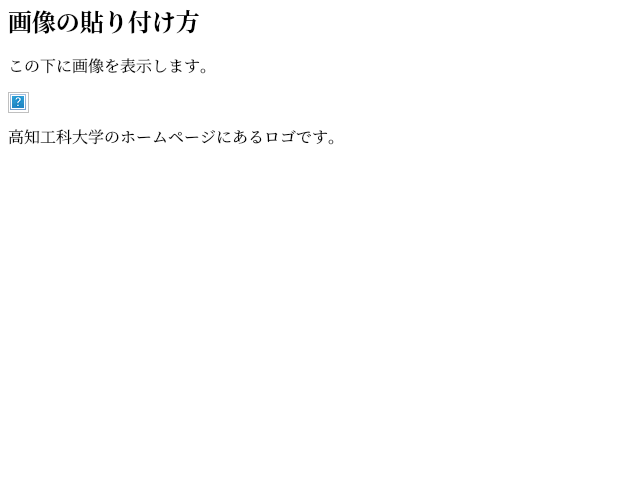 画像の貼り付け方
この下に画像を表示します。
?
高知工科大学のホームページにあるロゴです。